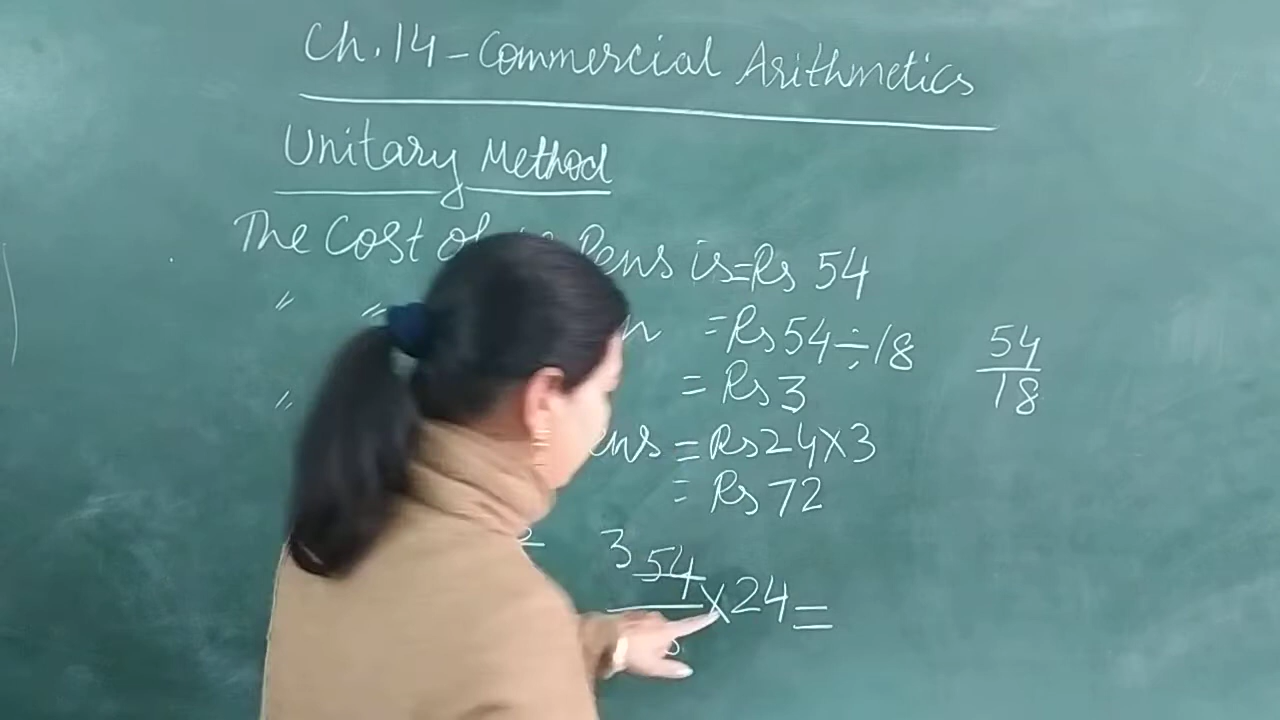 Ch.14 - Commercial Arithmetics
Unitary Method
The Cost of Pens is = Rs 54
" " = Rs 54 ÷ 18
54
18
" = Rs 3
= Rs 24 x 3
= Rs 72
3 54 x 24 =